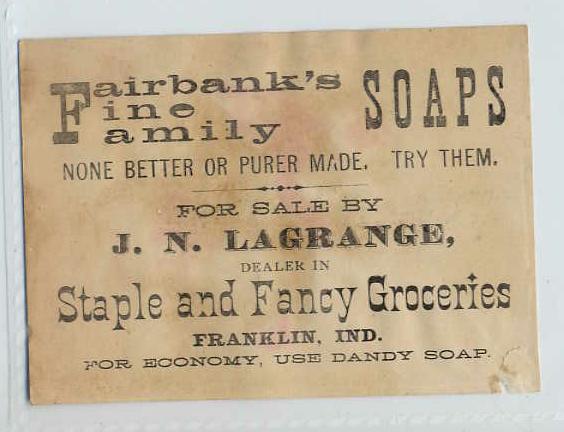 Fairbank's
Fine
Family SOAPS
NONE BETTER OR PURER MADE. TRY THEM.
FOR SALE BY
J. N. LAGRANGE,
DEALER IN
Staple and Fancy Groceries
FRANKLIN, IND.
FOR ECONOMY, USE DANDY SOAP.